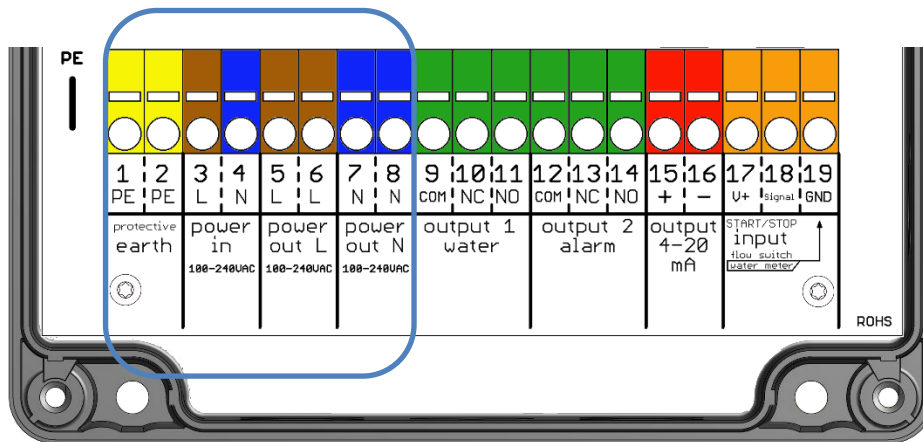 PE
1 2 3 4 5 6 7 8 9 10 11 12 13 14 15 16 17 18 19
PE PE L N L L N N COM NC NO COM NC NO + - V+ Signal GND
protective
earth
power
in
100-240VAC
power
out L
100-240VAC
power
out N
100-240VAC
output 1
water
output 2
alarm
output
4-20
mA
START/STOP
input
flow switch
water meter
ROHS